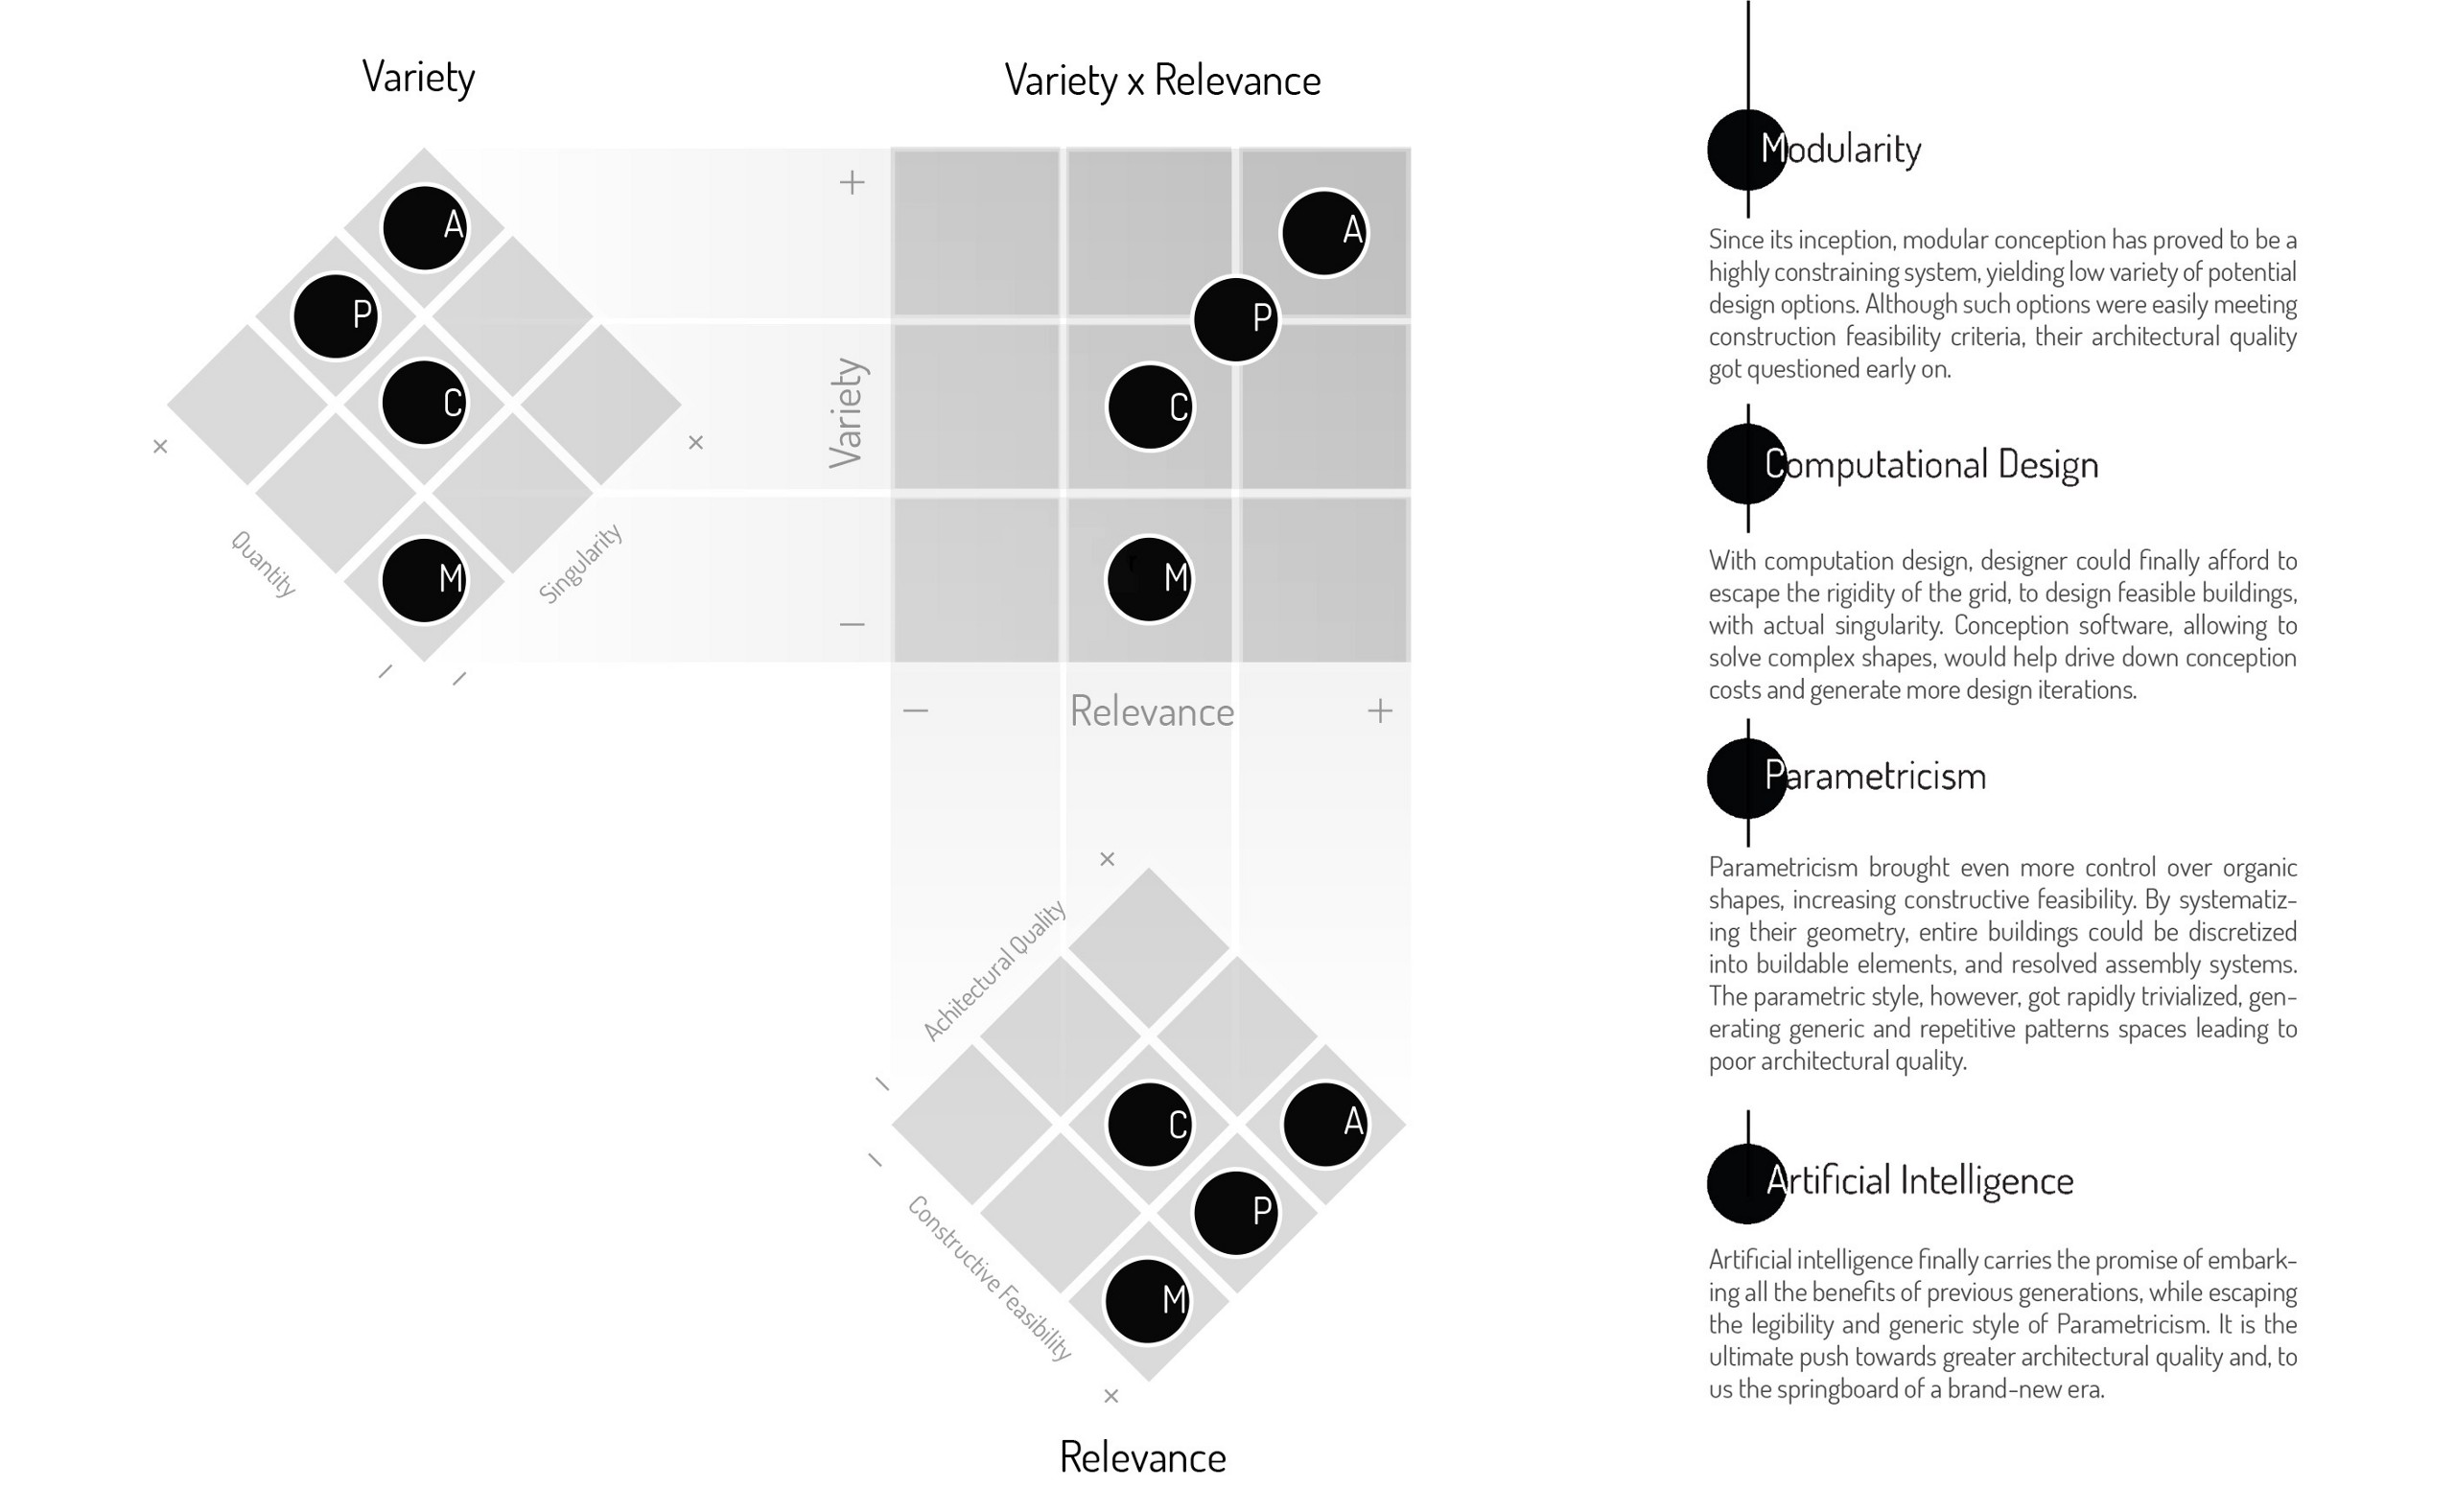 Variety
Variety x Relevance
A
P
C
M
×
×
Quantity
Singularity
–
–
+
Variety
–
A
P
C
M
–
Relevance
+
×
Achitectural Quality
–
–
Constructive Feasibility
×
C
A
P
M
Relevance
Modularity
Since its inception, modular conception has proved to be a
highly constraining system, yielding low variety of potential
design options. Although such options were easily meeting
construction feasibility criteria, their architectural quality
got questioned early on.
Computational Design
With computation design, designer could finally afford to
escape the rigidity of the grid, to design feasible buildings,
with actual singularity. Conception software, allowing to
solve complex shapes, would help drive down conception
costs and generate more design iterations.
Parametricism
Parametricism brought even more control over organic
shapes, increasing constructive feasibility. By systematiz-
ing their geometry, entire buildings could be discretized
into buildable elements, and resolved assembly systems.
The parametric style, however, got rapidly trivialized, gen-
erating generic and repetitive patterns spaces leading to
poor architectural quality.
Artificial Intelligence
Artificial intelligence finally carries the promise of embark-
ing all the benefits of previous generations, while escaping
the legibility and generic style of Parametricism. It is the
ultimate push towards greater architectural quality and, to
us the springboard of a brand-new era.